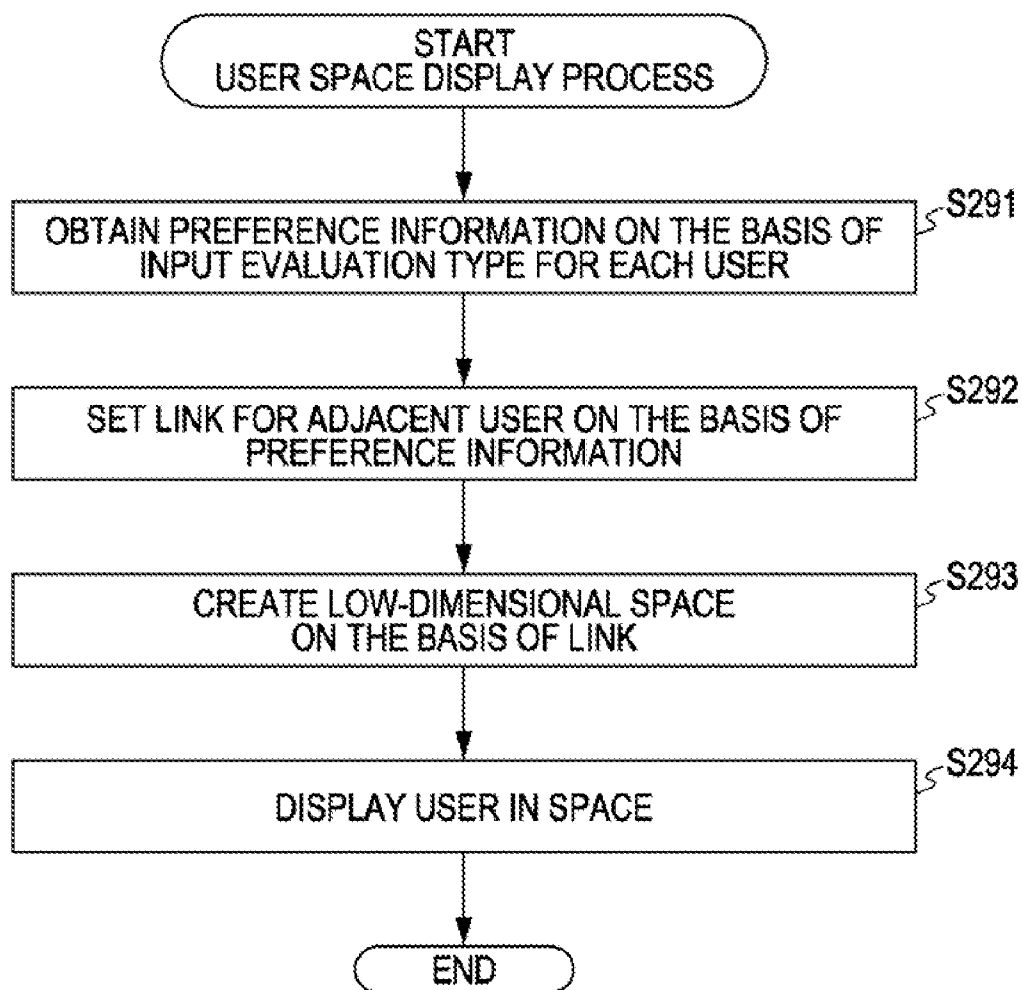 START
USER SPACE DISPLAY PROCESS
S291
OBTAIN PREFERENCE INFORMATION ON THE BASIS OF
INPUT EVALUATION TYPE FOR EACH USER
S292
SET LINK FOR ADJACENT USER ON THE BASIS OF
PREFERENCE INFORMATION
S293
CREATE LOW-DIMENSIONAL SPACE
ON THE BASIS OF LINK
S294
DISPLAY USER IN SPACE
END